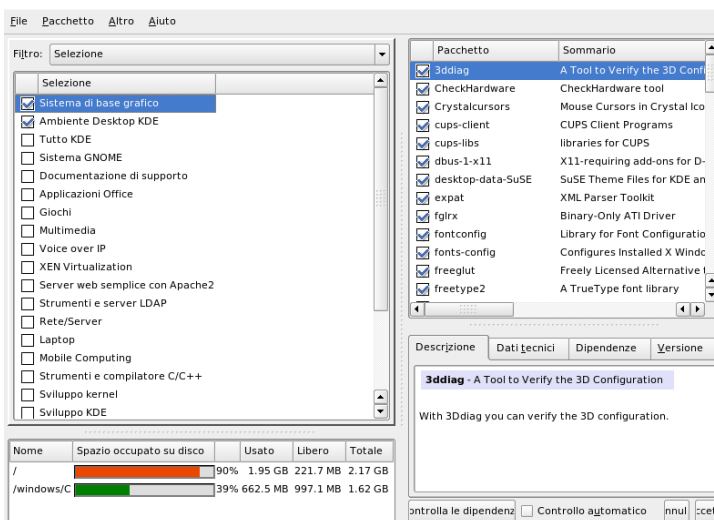 File Pacchetto Altro Aiuto
Filtro: Selezione
Selezione
Sistema di base grafico
Ambiente Desktop KDE
Tutto KDE
Sistema GNOME
Documentazione di supporto
Applicazioni Office
Giochi
Multimedia
Voice over IP
XEN Virtualization
Server web semplice con Apache2
Strumenti e server LDAP
Rete/Server
Laptop
Mobile Computing
Strumenti e compilatore C/C++
Sviluppo kernel
Sviluppo KDE
Nome Spazio occupato su disco Usato Libero Totale
/ 90% 1.95 GB 221.7 MB 2.17 GB
/windows/C 39% 662.5 MB 997.1 MB 1.62 GB
Pacchetto Sommario
3ddiag A Tool to Verify the 3D Confi
CheckHardware CheckHardware tool
Crystalcursors Mouse Cursors in Crystal Ico
cups-client CUPS Client Programs
cups-libs libraries for CUPS
dbus-1-x11 X11-requiring add-ons for D-
desktop-data-SuSE SuSE Theme Files for KDE an
expat XML Parser Toolkit
fglrx Binary-Only ATI Driver
fontconfig Library for Font Configuratio
fonts-config Configures Installed X Windo
freeglut Freely Licensed Alternative
freetype2 A TrueType font library
Descrizione Dati tecnici Dipendenze Versione
3ddiag - A Tool to Verify the 3D Configuration
With 3Ddiag you can verify the 3D configuration.
ontrolla le dipendenz Controllo automatico nnul ccet